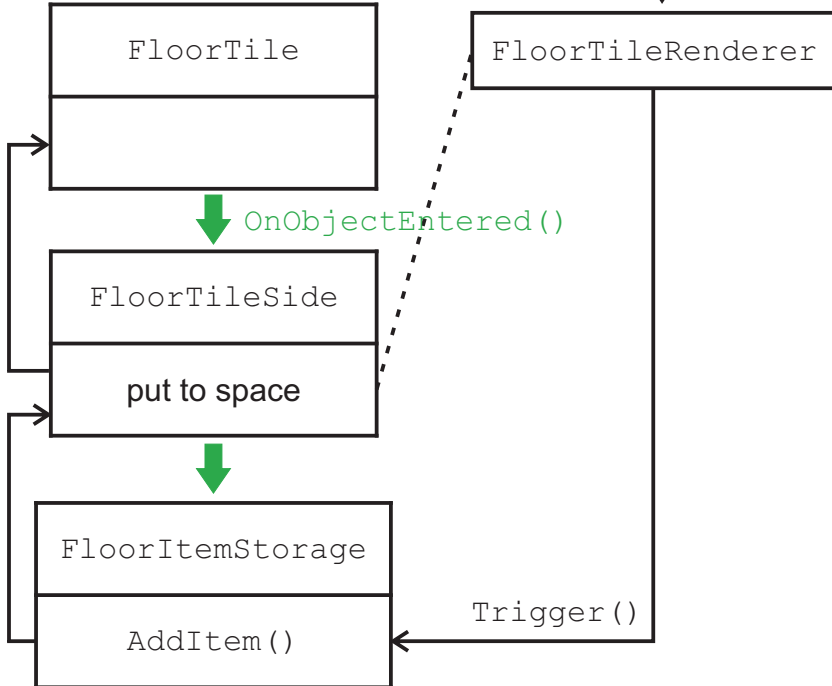 FloorTile
FloorTileRenderer
OnObjectEntered()
FloorTileSide
put to space
FloorItemStorage
Trigger()
AddItem()